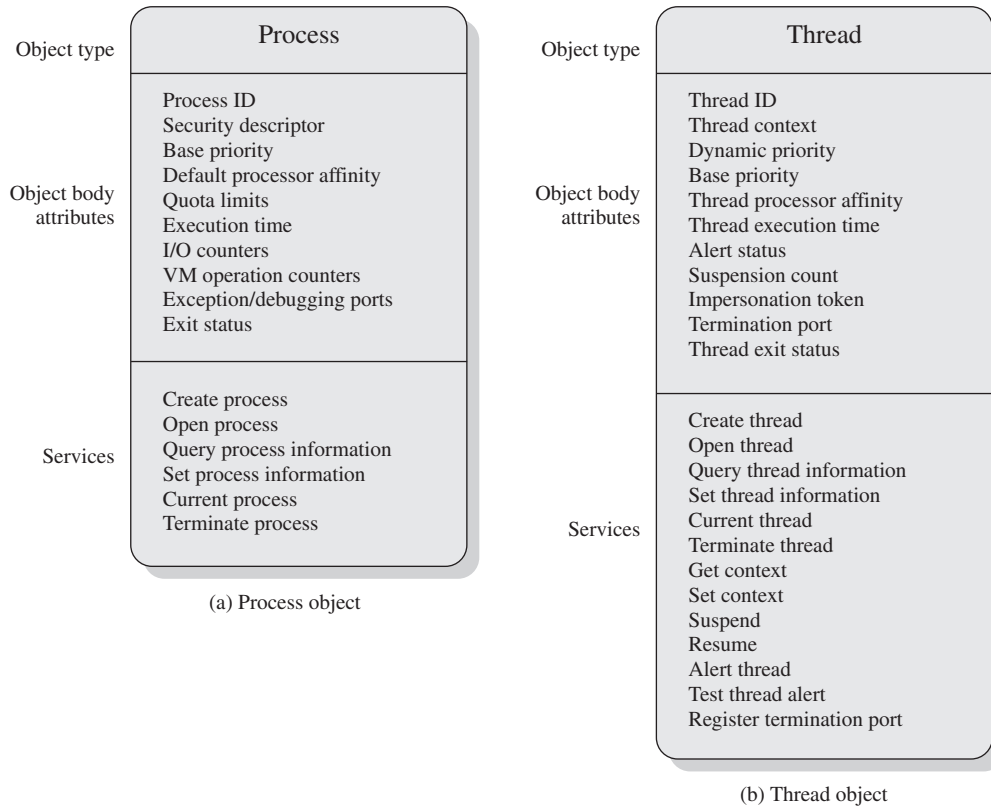 Object type
Process
Object body
attributes
Process ID
Security descriptor
Base priority
Default processor affinity
Quota limits
Execution time
I/O counters
VM operation counters
Exception/debugging ports
Exit status
Services
Create process
Open process
Query process information
Set process information
Current process
Terminate process
(a) Process object
Object type
Thread
Object body
attributes
Thread ID
Thread context
Dynamic priority
Base priority
Thread processor affinity
Thread execution time
Alert status
Suspension count
Impersonation token
Termination port
Thread exit status
Services
Create thread
Open thread
Query thread information
Set thread information
Current thread
Terminate thread
Get context
Set context
Suspend
Resume
Alert thread
Test thread alert
Register termination port
(b) Thread object